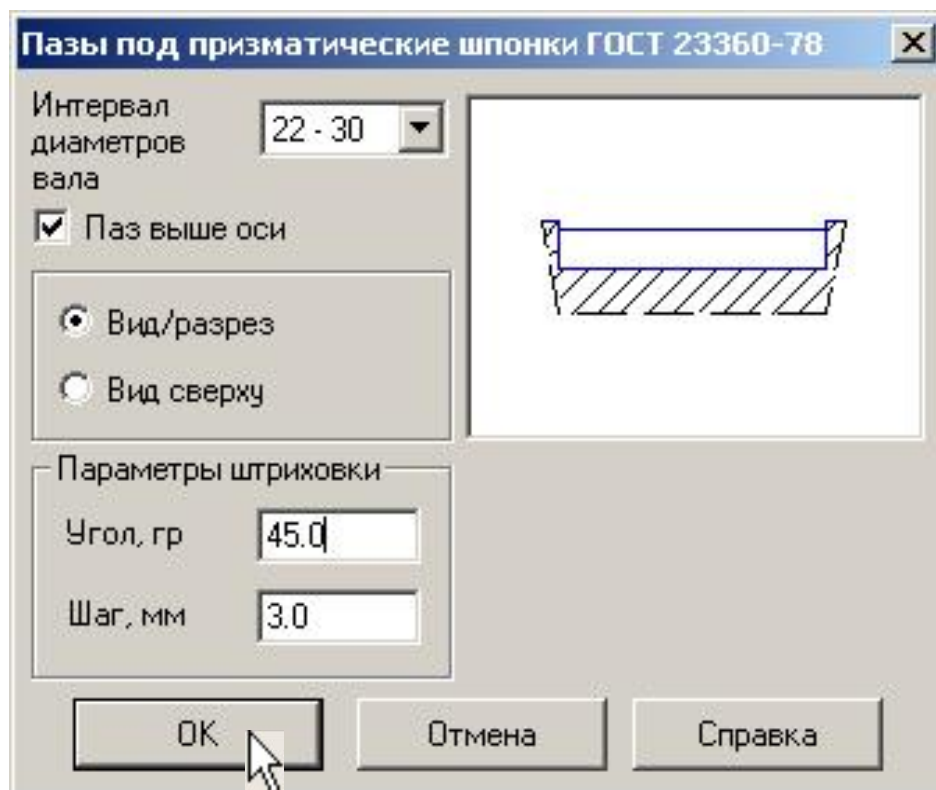 Пазы под призматические шпонки ГОСТ 23360-78
Интервал
диаметров
вала
22 - 30
Паз выше оси
Вид/разрез
Вид сверху
Параметры штриховки
Угол, гр
45.0
Шаг, мм
3.0
OK
Отмена
Справка